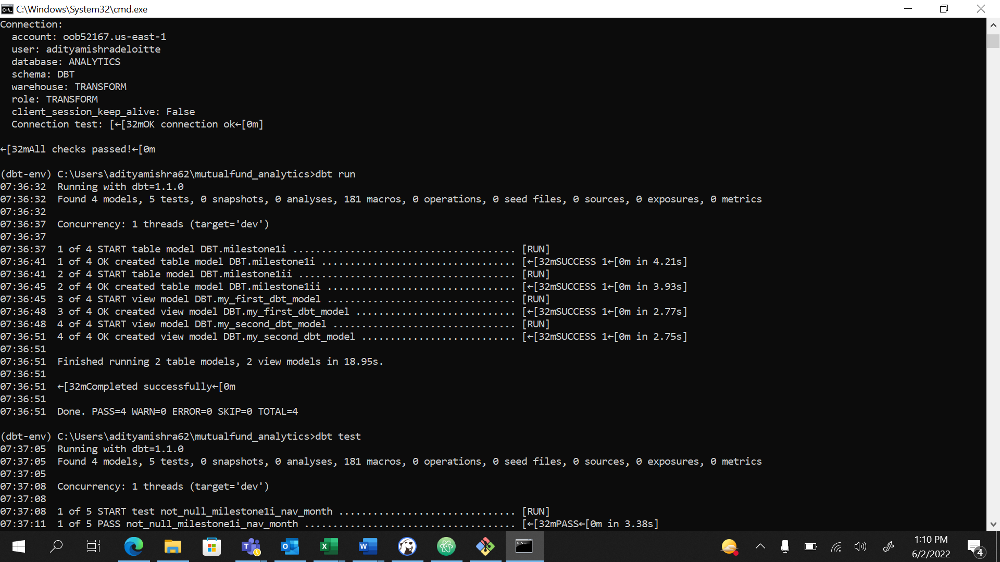 C:\Windows\System32\cmd.exe
Connection:
  account: oob52167.us-east-1
  user: adityamishradeloitte
  database: ANALYTICS
  schema: DBT
  warehouse: TRANSFORM
  role: TRANSFORM
  client_session_keep_alive: False
  Connection test: [←[32mOK connection ok←[0m]
←[32mAll checks passed!←[0m
(dbt-env) C:\Users\adityamishra62\mutualfund_analytics>dbt run
07:36:32  Running with dbt=1.1.0
07:36:32  Found 4 models, 5 tests, 0 snapshots, 0 analyses, 181 macros, 0 operations, 0 seed files, 0 sources, 0 exposures, 0 metrics
07:36:32
07:36:37  Concurrency: 1 threads (target='dev')
07:36:37
07:36:37  1 of 4 START table model DBT.milestone1i ....................................... [RUN]
07:36:41  1 of 4 OK created table model DBT.milestone1i .................................. [←[32mSUCCESS 1←[0m in 4.21s]
07:36:41  2 of 4 START table model DBT.milestone1ii ...................................... [RUN]
07:36:45  2 of 4 OK created table model DBT.milestone1ii ................................. [←[32mSUCCESS 1←[0m in 3.93s]
07:36:45  3 of 4 START view model DBT.my_first_dbt_model ................................. [RUN]
07:36:48  3 of 4 OK created view model DBT.my_first_dbt_model ............................ [←[32mSUCCESS 1←[0m in 2.77s]
07:36:48  4 of 4 START view model DBT.my_second_dbt_model ................................ [RUN]
07:36:51  4 of 4 OK created view model DBT.my_second_dbt_model ........................... [←[32mSUCCESS 1←[0m in 2.75s]
07:36:51
07:36:51  Finished running 2 table models, 2 view models in 18.95s.
07:36:51
07:36:51  ←[32mCompleted successfully←[0m
07:36:51
07:36:51  Done. PASS=4 WARN=0 ERROR=0 SKIP=0 TOTAL=4
(dbt-env) C:\Users\adityamishra62\mutualfund_analytics>dbt test
07:37:05  Running with dbt=1.1.0
07:37:05  Found 4 models, 5 tests, 0 snapshots, 0 analyses, 181 macros, 0 operations, 0 seed files, 0 sources, 0 exposures, 0 metrics
07:37:05
07:37:08  Concurrency: 1 threads (target='dev')
07:37:08
07:37:08  1 of 5 START test not_null_milestone1i_nav_month ............................... [RUN]
07:37:11  1 of 5 PASS not_null_milestone1i_nav_month ..................................... [←[32mPASS←[0m in 3.38s]
1:10 PM
6/2/2022
4